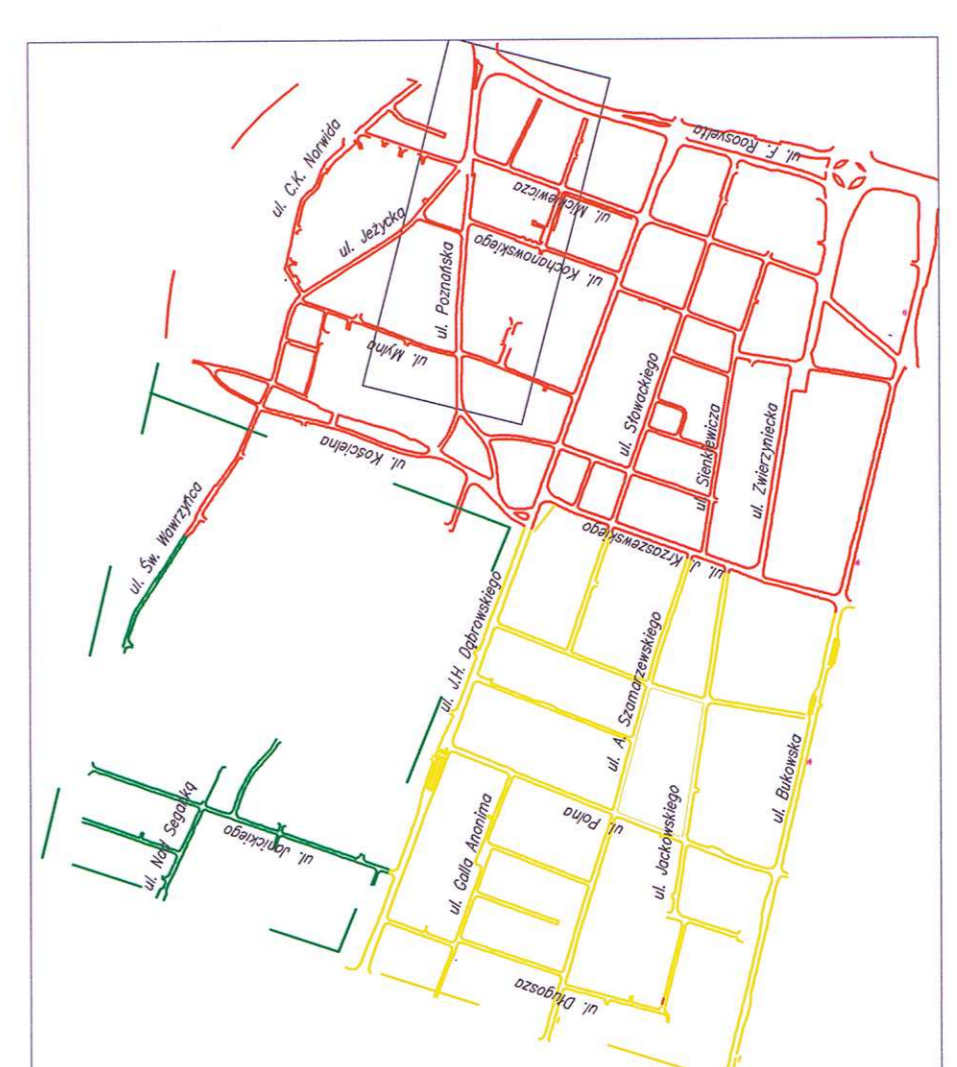 ul. F. Roosvelta
ul. C.K. Norwida
ul. Mickiewicza
ul. Jeżycka
ul. Kochanowskiego
ul. Poznańska
ul. Mylna
ul. Słowackiego
ul. Sienkiewicza
ul. Zwierzyniecka
ul. Kościelna
ul. Św. Wawrzyńca
ul. J. Krzaszewskiego
ul. J.H. Dąbrowskiego
ul. A. Szamarzewskiego
ul. Bukowska
ul. Nad Segacką
ul. Janickiego
ul. Polna
ul. Jackowskiego
ul. Galla Anonima
ul. Długosza